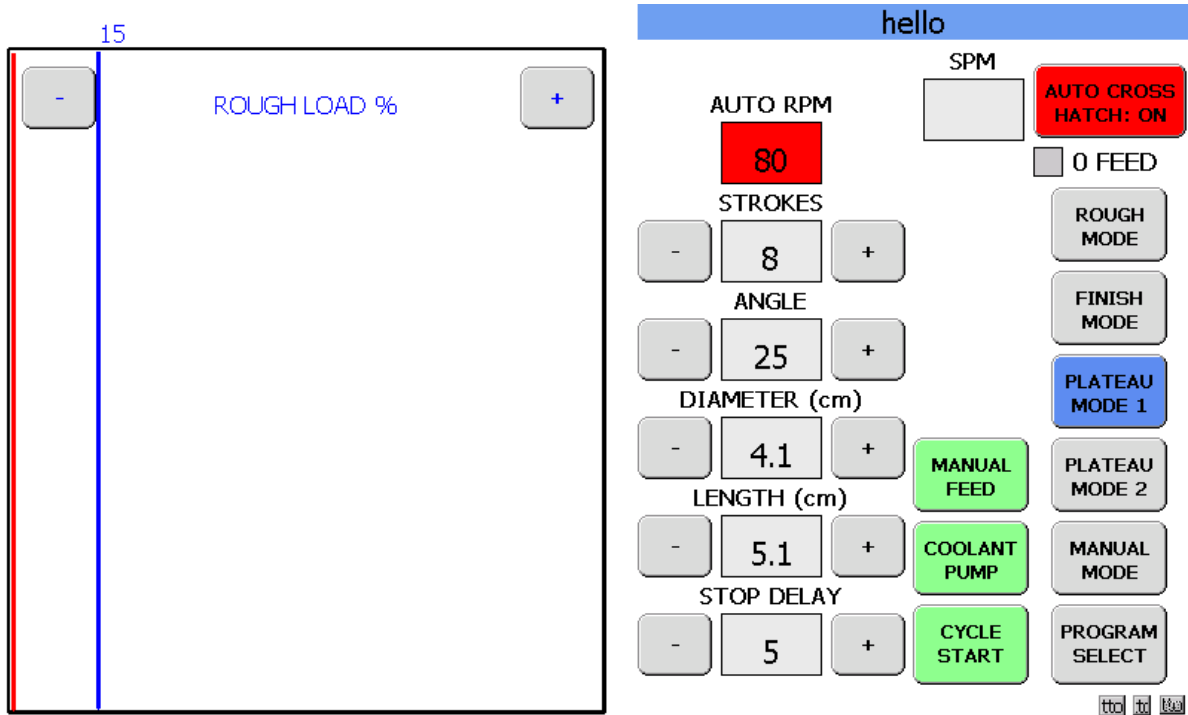 hello
15
-
ROUGH LOAD %
+
SPM
AUTO CROSS
HATCH: ON
AUTO RPM
80
0 FEED
STROKES
-
8
+
ROUGH
MODE
ANGLE
-
25
+
FINISH
MODE
DIAMETER (cm)
-
4.1
+
PLATEAU
MODE 1
LENGTH (cm)
-
5.1
+
MANUAL
FEED
PLATEAU
MODE 2
STOP DELAY
-
5
+
COOLANT
PUMP
MANUAL
MODE
CYCLE
START
PROGRAM
SELECT
tto